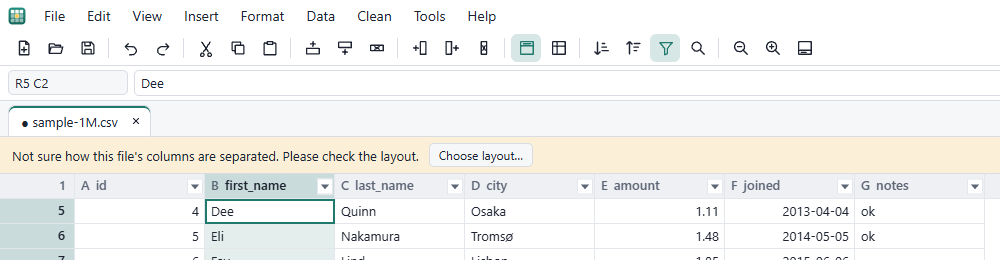 File Edit View Insert Format Data Clean Tools Help
R5 C2 Dee
● sample-1M.csv ×
Not sure how this file's columns are separated. Please check the layout. Choose layout...
1 A id B first_name C last_name D city E amount F joined G notes
5 4 Dee Quinn Osaka 1.11 2013-04-04 ok
6 5 Eli Nakamura Tromsø 1.48 2014-05-05 ok